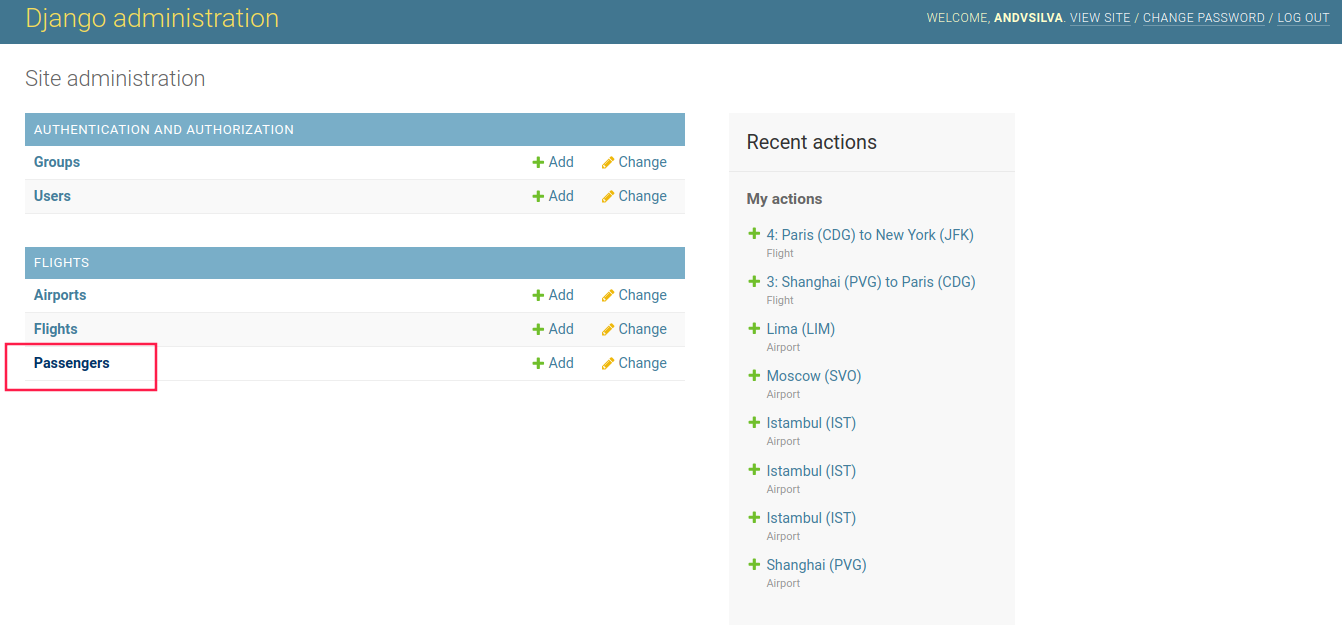 Django administration
WELCOME, ANDVSILVA. VIEW SITE / CHANGE PASSWORD / LOG OUT
Site administration
AUTHENTICATION AND AUTHORIZATION
Groups Add Change
Users Add Change
FLIGHTS
Airports Add Change
Flights Add Change
Passengers Add Change
Recent actions
My actions
4: Paris (CDG) to New York (JFK)
Flight
3: Shanghai (PVG) to Paris (CDG)
Flight
Lima (LIM)
Airport
Moscow (SVO)
Airport
Istambul (IST)
Airport
Istambul (IST)
Airport
Istambul (IST)
Airport
Shanghai (PVG)
Airport